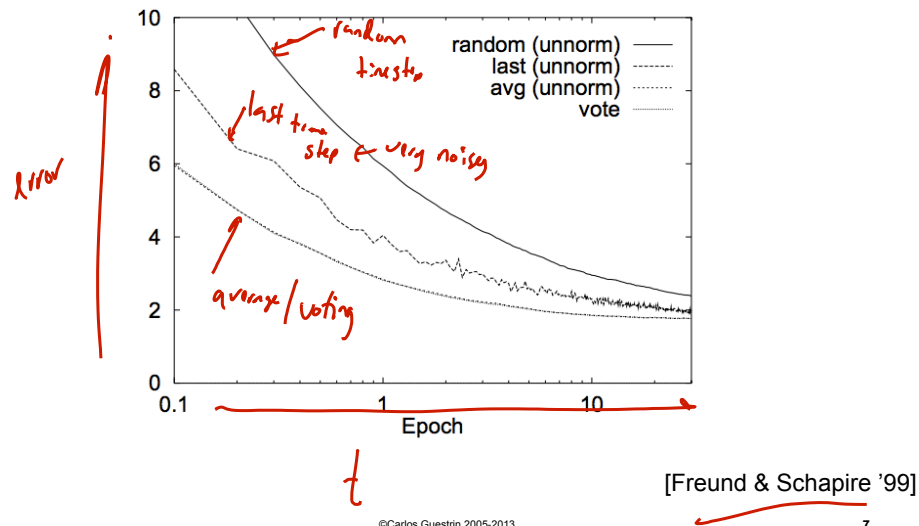 10
8
6
4
2
0
0.1
1
10
Epoch
random (unnorm)
last (unnorm)
avg (unnorm)
vote
random
timestep
last time
step ← very noisy
average/voting
error
t
[Freund & Schapire '99]
©Carlos Guestrin 2005-2013
7